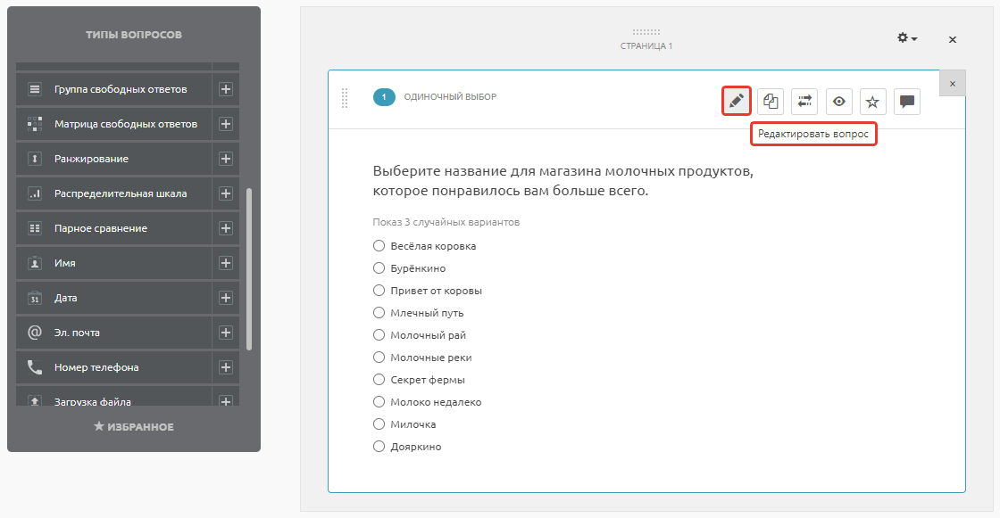 ТИПЫ ВОПРОСОВ
Группа свободных ответов
Матрица свободных ответов
Ранжирование
Распределительная шкала
Парное сравнение
Имя
31
Дата
@
Эл. почта
Номер телефона
Загрузка файла
★ ИЗБРАННОЕ
СТРАНИЦА 1
1
ОДИНОЧНЫЙ ВЫБОР
Редактировать вопрос
Выберите название для магазина молочных продуктов,
которое понравилось вам больше всего.
Показ 3 случайных вариантов
Весёлая коровка
Бурёнкино
Привет от коровы
Млечный путь
Молочный рай
Молочные реки
Секрет фермы
Молоко недалеко
Милочка
Дояркино